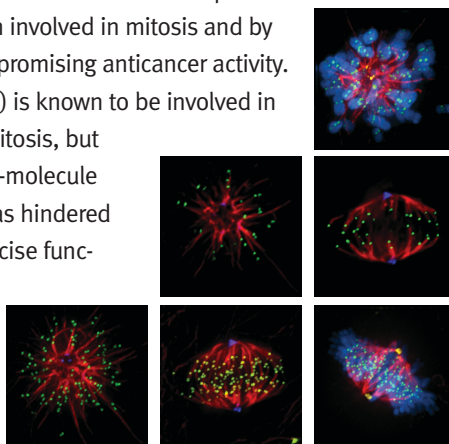 n involved in mitosis and by
promising anticancer activity.
) is known to be involved in
itosis, but
-molecule
as hindered
cise func-